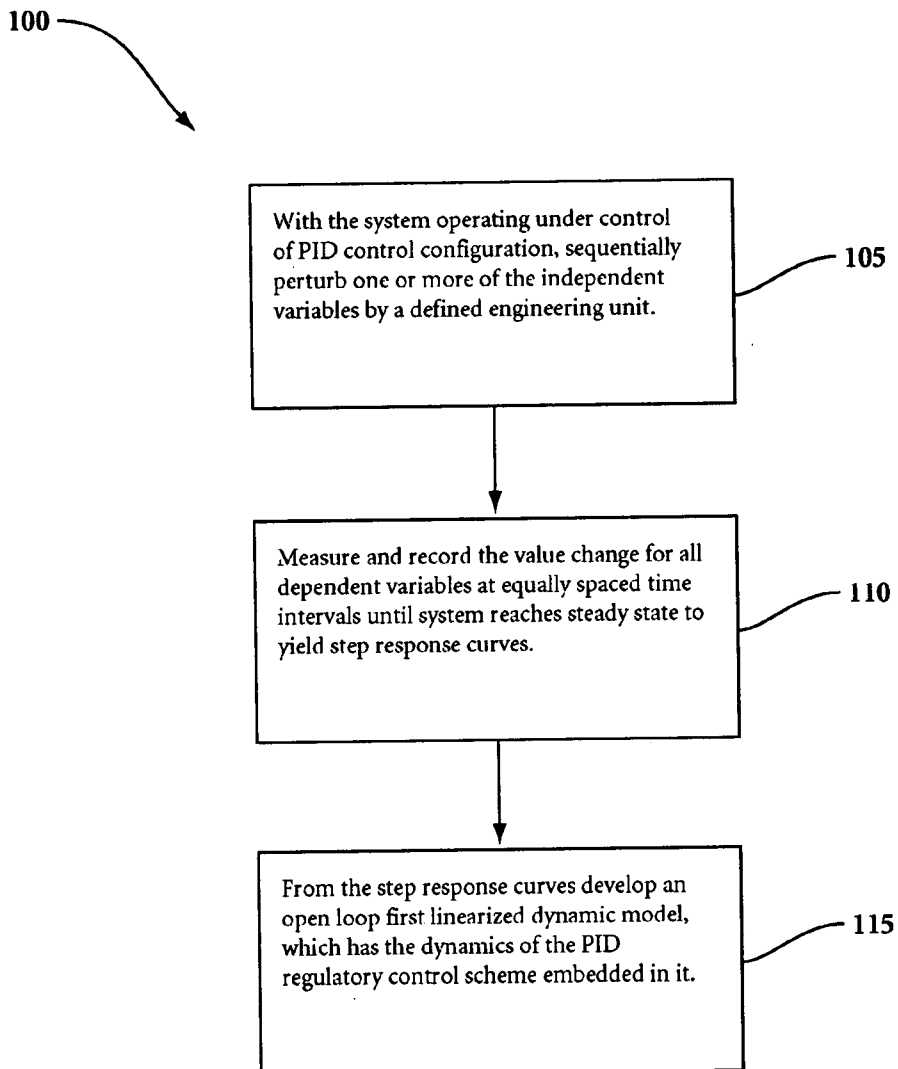 100
With the system operating under control
of PID control configuration, sequentially
perturb one or more of the independent
variables by a defined engineering unit.
105
Measure and record the value change for all
dependent variables at equally spaced time
intervals until system reaches steady state to
yield step response curves.
110
From the step response curves develop an
open loop first linearized dynamic model,
which has the dynamics of the PID
regulatory control scheme embedded in it.
115